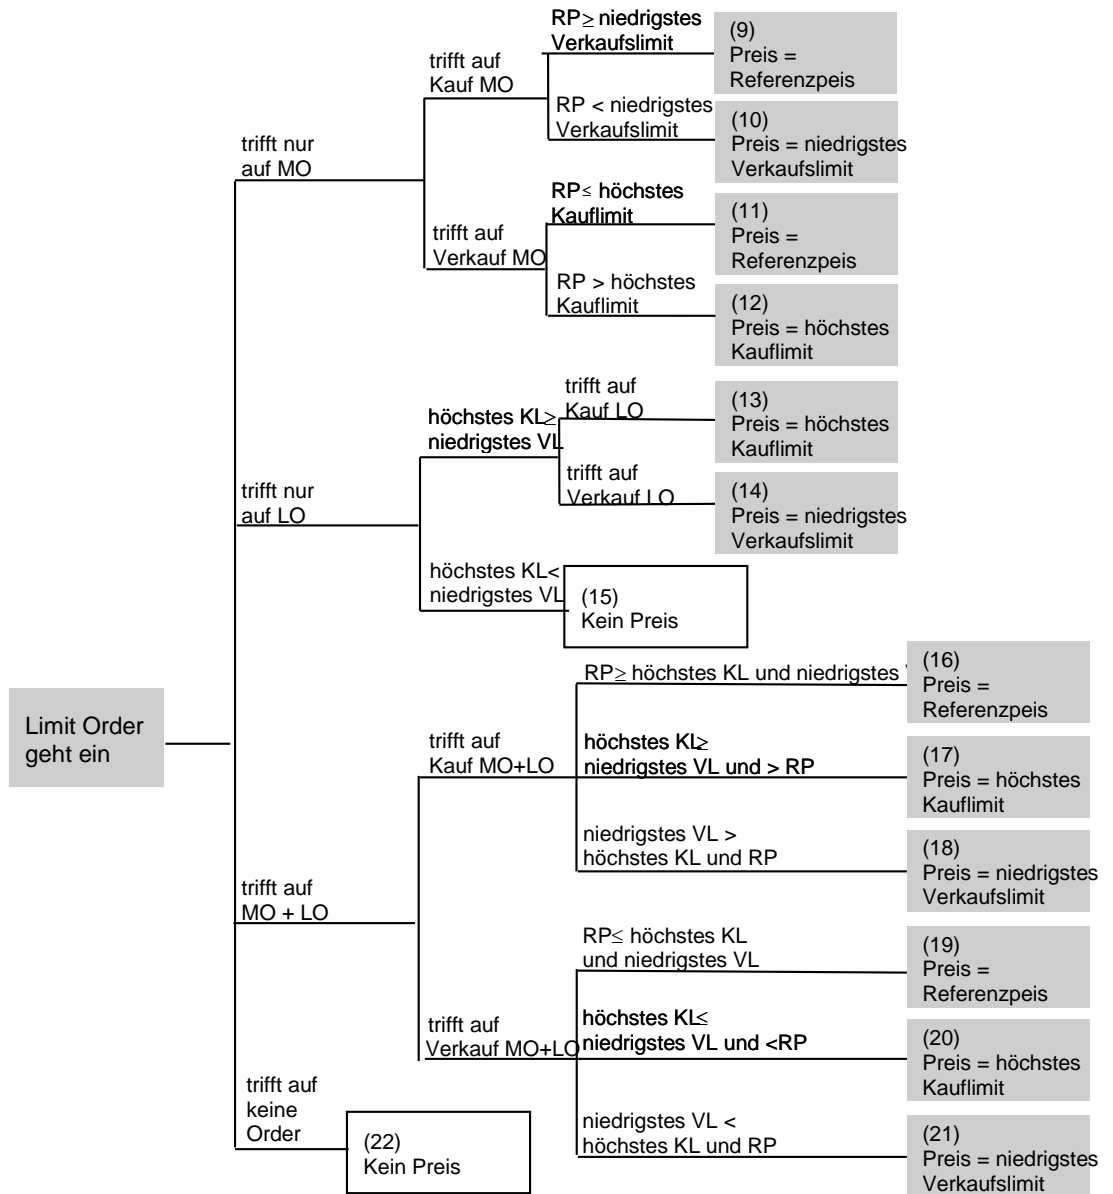 RP≥ niedrigstes
Verkaufslimit
(9)
Preis =
Referenzpeis
trifft auf
Kauf MO
RP < niedrigstes
Verkaufslimit
(10)
Preis = niedrigstes
Verkaufslimit
trifft nur
auf MO
RP≤ höchstes
Kauflimit
(11)
Preis =
Referenzpeis
trifft auf
Verkauf MO
RP > höchstes
Kauflimit
(12)
Preis = höchstes
Kauflimit
trifft auf
Kauf LO
(13)
Preis = höchstes
Kauflimit
höchstes KL≥
niedrigstes VL
trifft auf
Verkauf LO
(14)
Preis = niedrigstes
Verkaufslimit
trifft nur
auf LO
höchstes KL<
niedrigstes VL
(15)
Kein Preis
RP≥ höchstes KL und niedrigstes
(16)
Preis =
Referenzpeis
Limit Order
geht ein
trifft auf
Kauf MO+LO
höchstes KL≥
niedrigstes VL und > RP
(17)
Preis = höchstes
Kauflimit
niedrigstes VL >
höchstes KL und RP
(18)
Preis = niedrigstes
Verkaufslimit
trifft auf
MO + LO
RP≤ höchstes KL
und niedrigstes VL
(19)
Preis =
Referenzpeis
trifft auf
Verkauf MO+LO
höchstes KL≤
niedrigstes VL und <RP
(20)
Preis = höchstes
Kauflimit
trifft auf
keine
Order
(22)
Kein Preis
niedrigstes VL <
höchstes KL und RP
(21)
Preis = niedrigstes
Verkaufslimit